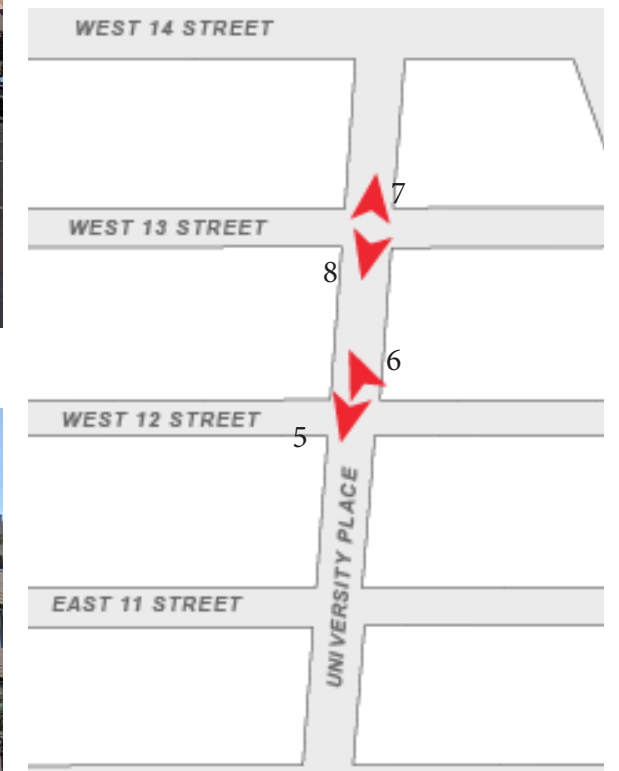 WEST 14 STREET
7
WEST 13 STREET
8
6
WEST 12 STREET
5
UNIVERSITY PLACE
EAST 11 STREET